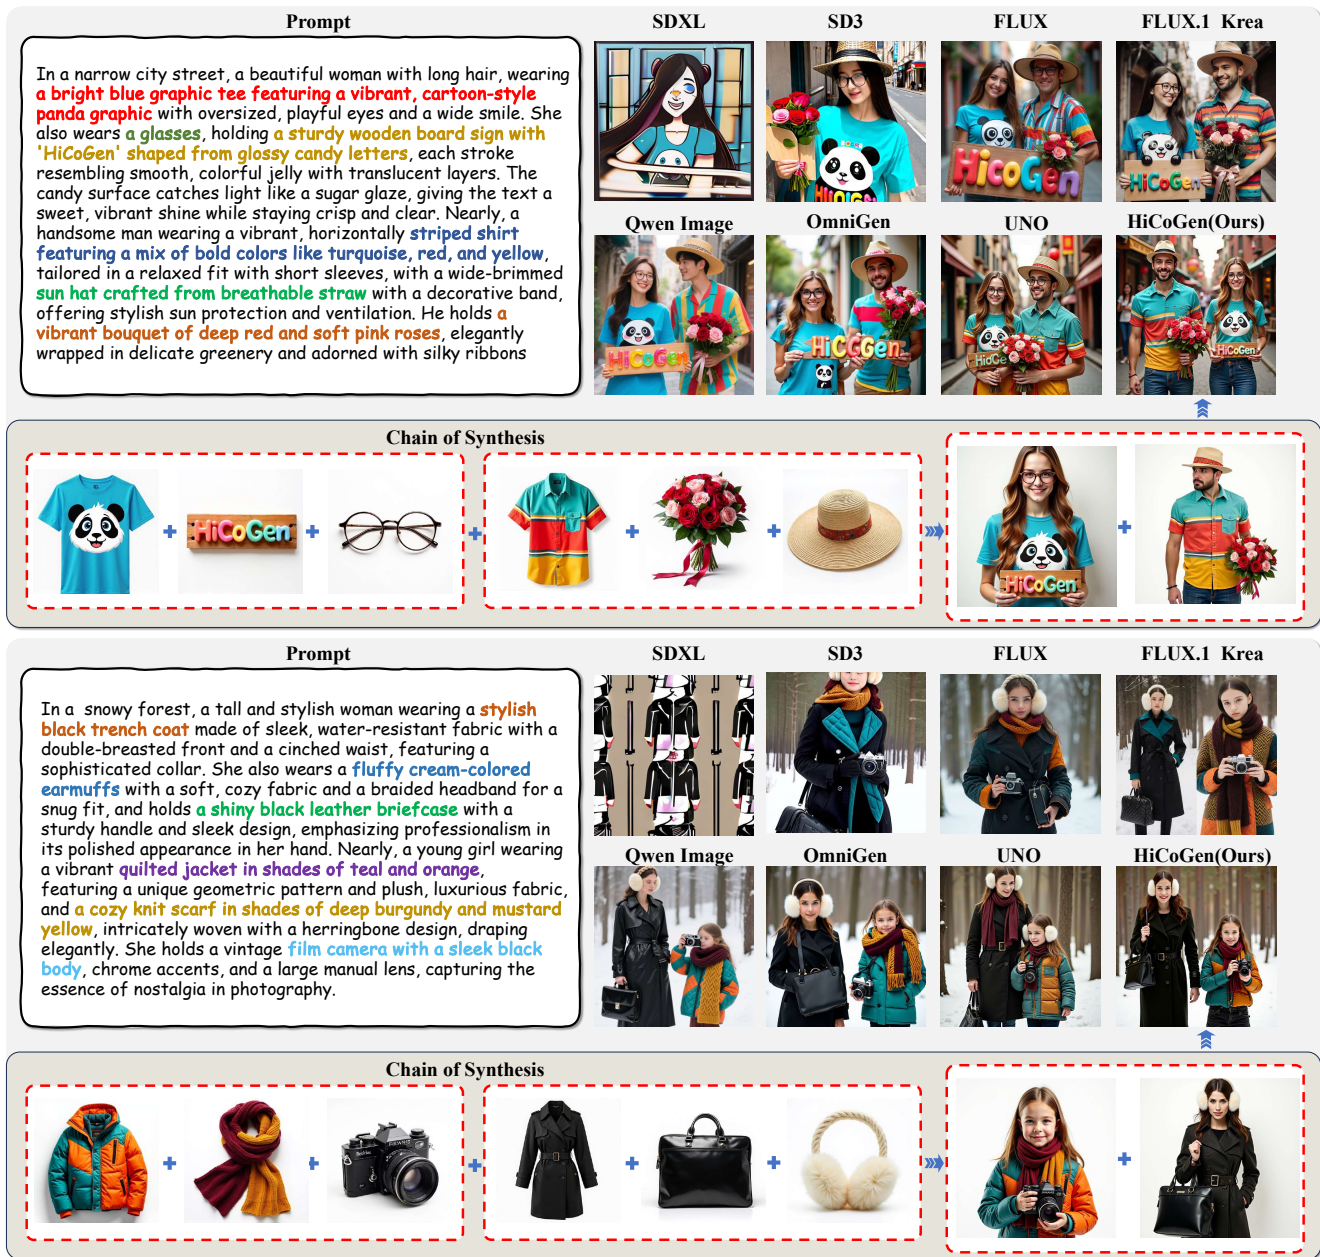 Prompt
SDXL
SD3
FLUX
FLUX.1 Krea
In a narrow city street, a beautiful woman with long hair, wearing
a bright blue graphic tee featuring a vibrant, cartoon-style
panda graphic with oversized, playful eyes and a wide smile. She
also wears a glasses, holding a sturdy wooden board sign with
'HiCoGen' shaped from glossy candy letters, each stroke
resembling smooth, colorful jelly with translucent layers. The
candy surface catches light like a sugar glaze, giving the text a
sweet, vibrant shine while staying crisp and clear. Nearly, a
handsome man wearing a vibrant, horizontally striped shirt
featuring a mix of bold colors like turquoise, red, and yellow,
tailored in a relaxed fit with short sleeves, with a wide-brimmed
sun hat crafted from breathable straw with a decorative band,
offering stylish sun protection and ventilation. He holds a
vibrant bouquet of deep red and soft pink roses, elegantly
wrapped in delicate greenery and adorned with silky ribbons
HicoGen
HiCoGen
Qwen Image
OmniGen
UNO
HiCoGen(Ours)
HiCoGen
HiCCGen
HidGe
HiCoGen
Chain of Synthesis
HiCoGen
HiCoGen
Prompt
SDXL
SD3
FLUX
FLUX.1 Krea
In a snowy forest, a tall and stylish woman wearing a stylish
black trench coat made of sleek, water-resistant fabric with a
double-breasted front and a cinched waist, featuring a
sophisticated collar. She also wears a fluffy cream-colored
earmuffs with a soft, cozy fabric and a braided headband for a
snug fit, and holds a shiny black leather briefcase with a
sturdy handle and sleek design, emphasizing professionalism in
its polished appearance in her hand. Nearly, a young girl wearing
a vibrant quilted jacket in shades of teal and orange,
featuring a unique geometric pattern and plush, luxurious fabric,
and a cozy knit scarf in shades of deep burgundy and mustard
yellow, intricately woven with a herringbone design, draping
elegantly. She holds a vintage film camera with a sleek black
body, chrome accents, and a large manual lens, capturing the
essence of nostalgia in photography.
Qwen Image
OmniGen
UNO
HiCoGen(Ours)
Chain of Synthesis